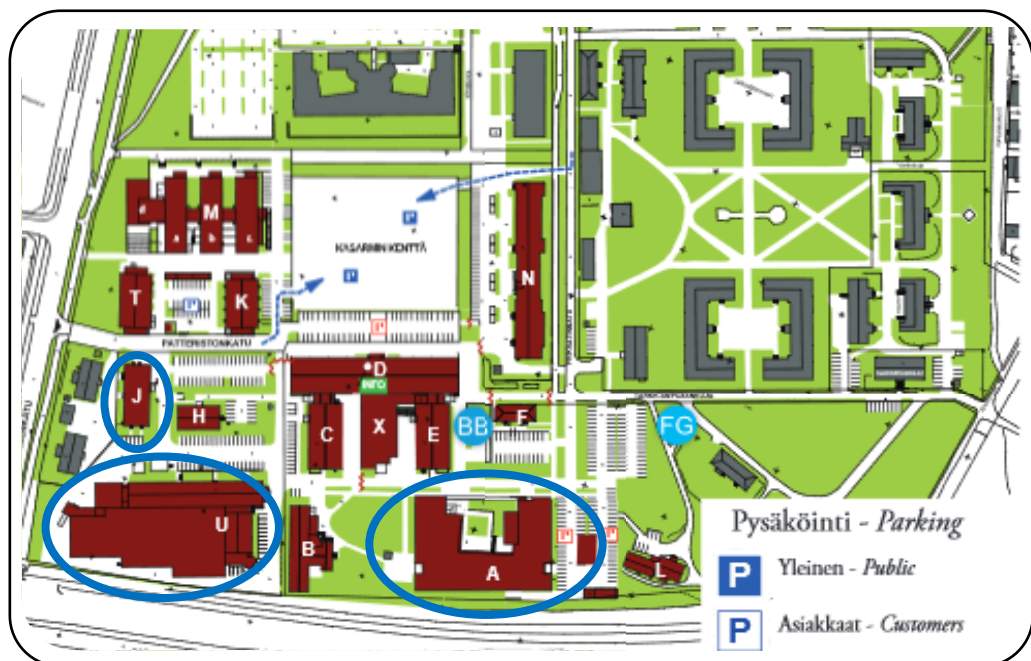 d
M
a
b
c
P
KASARMIN KENTTÄ
P
N
T
P
K
P
PATTERISTONKATU
D
INFO
J
H
C
X
E
BB
F
FG
U
B
A
P
P
L
Pysäköinti - Parking
P Yleinen - Public
P Asiakkaat - Customers